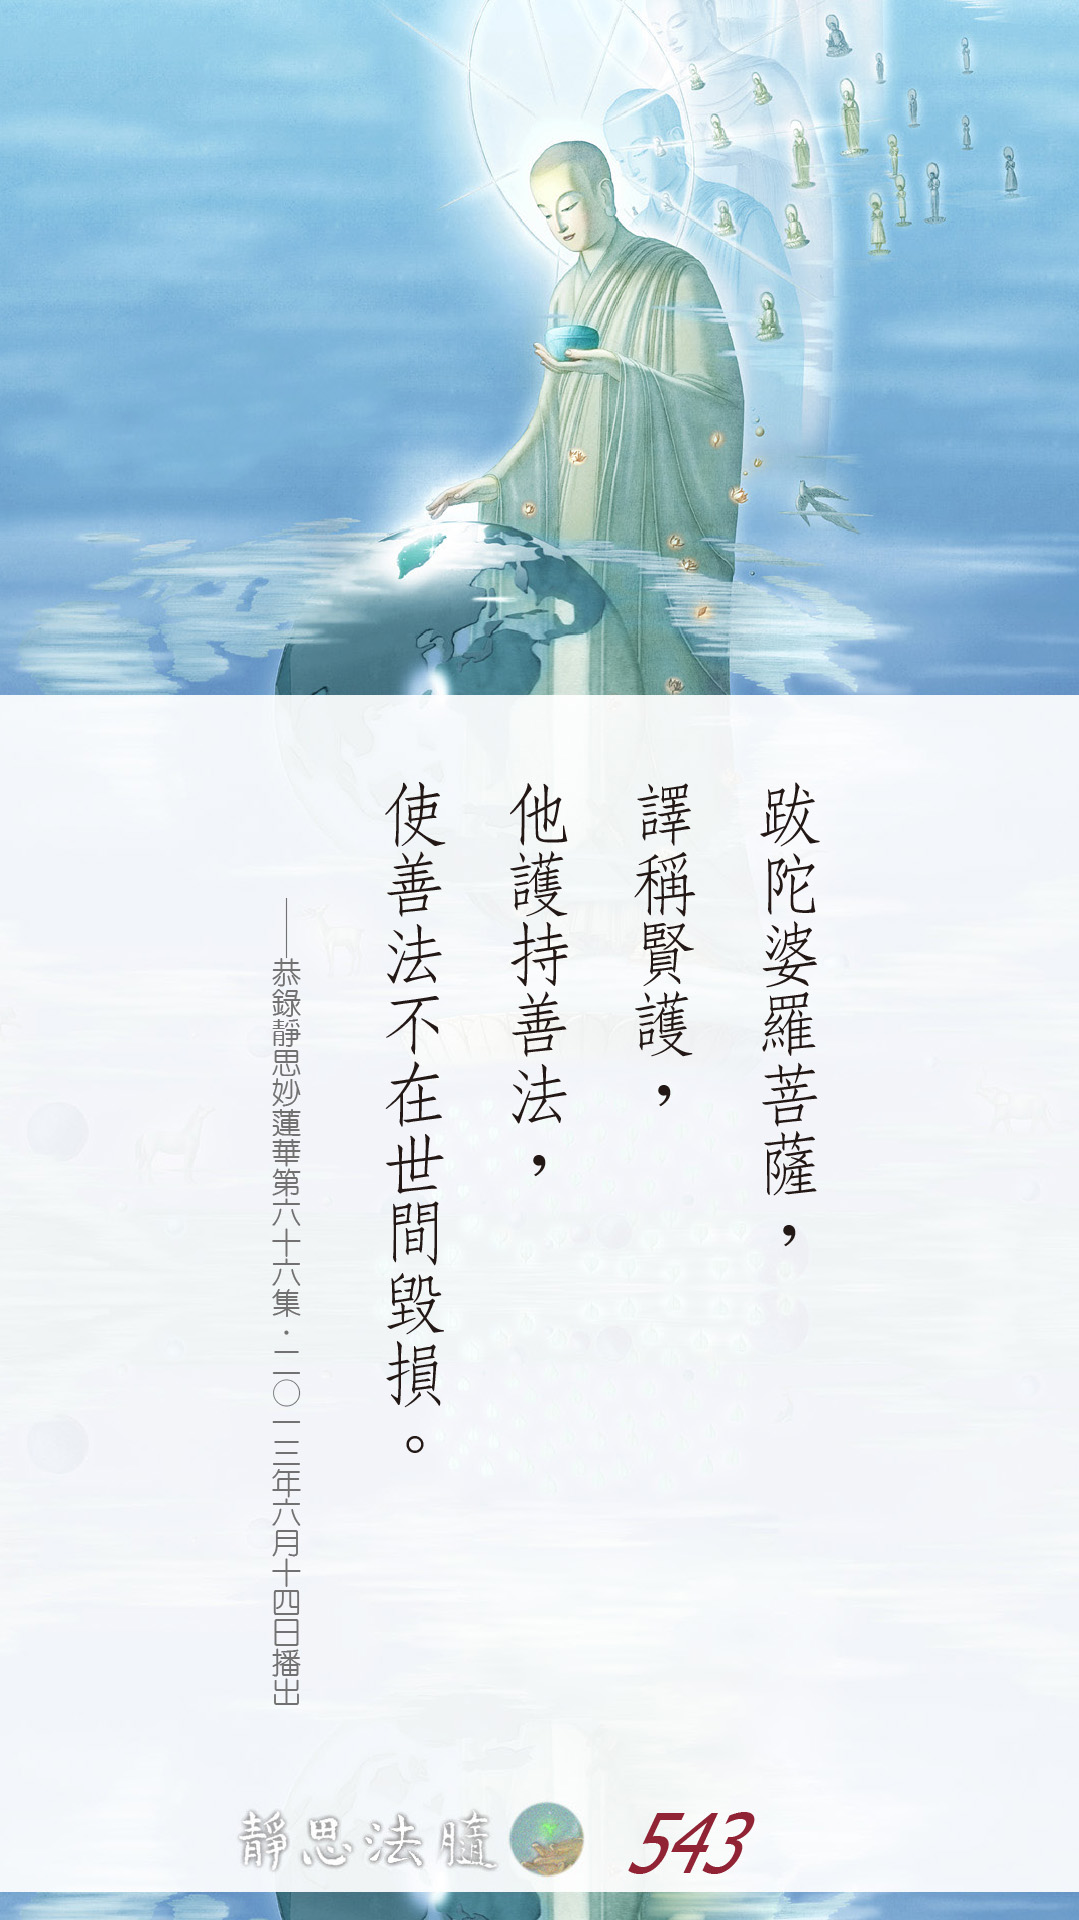 跋陀婆羅菩薩，
譯稱賢護，
他護持善法，
使善法不在世間毀損。
——恭錄靜思妙蓮華第六十六集．二〇一三年六月十四日播出
靜思法髓
543